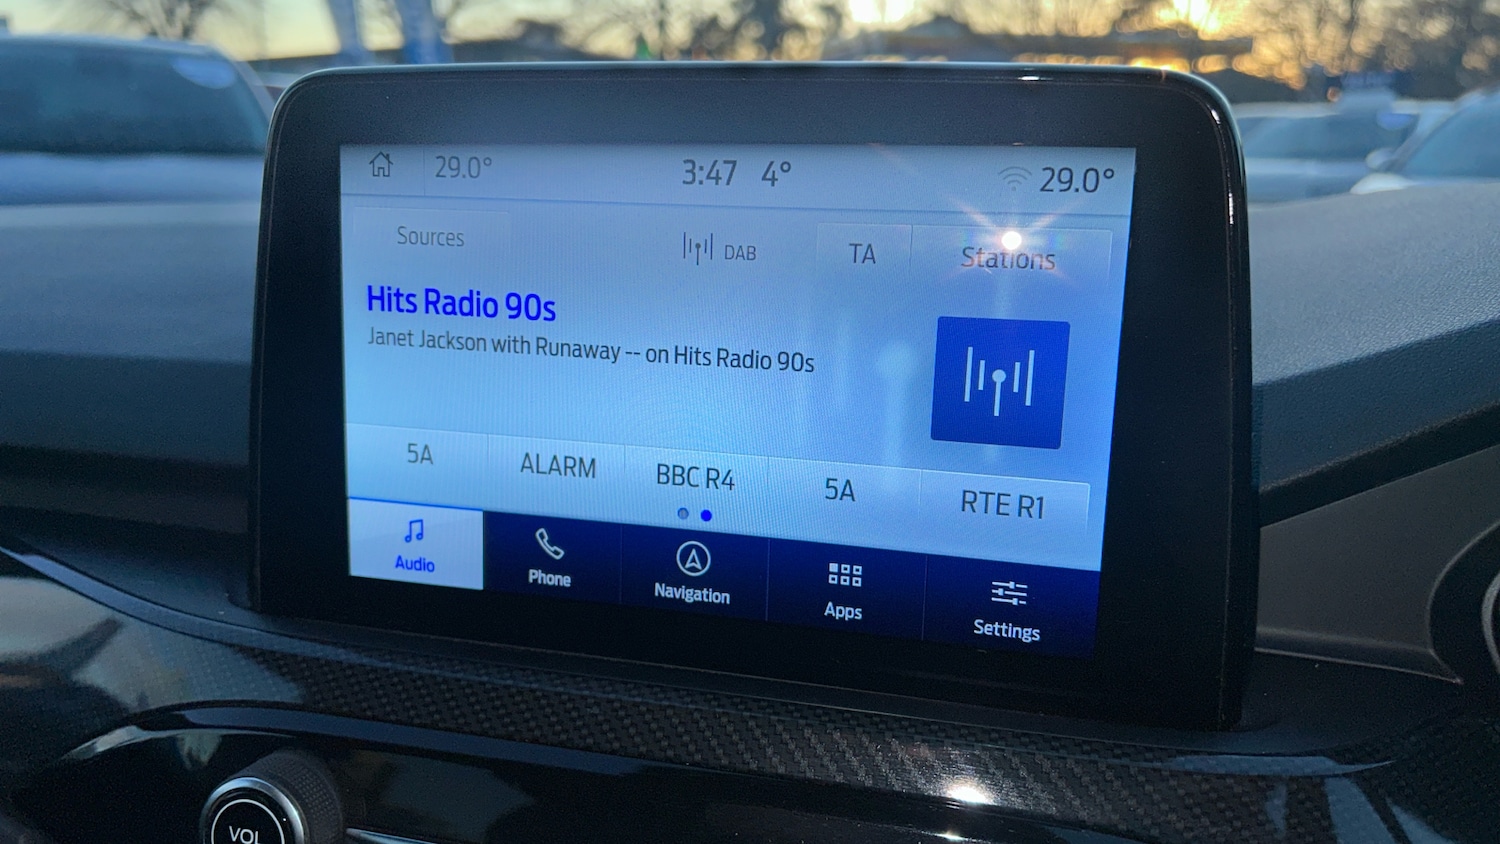 29.0° 3:47 4° 29.0°
Sources DAB TA Stations
Hits Radio 90s
Janet Jackson with Runaway -- on Hits Radio 90s
5A ALARM BBC R4 5A RTE R1
Audio Phone Navigation Apps Settings
VOL